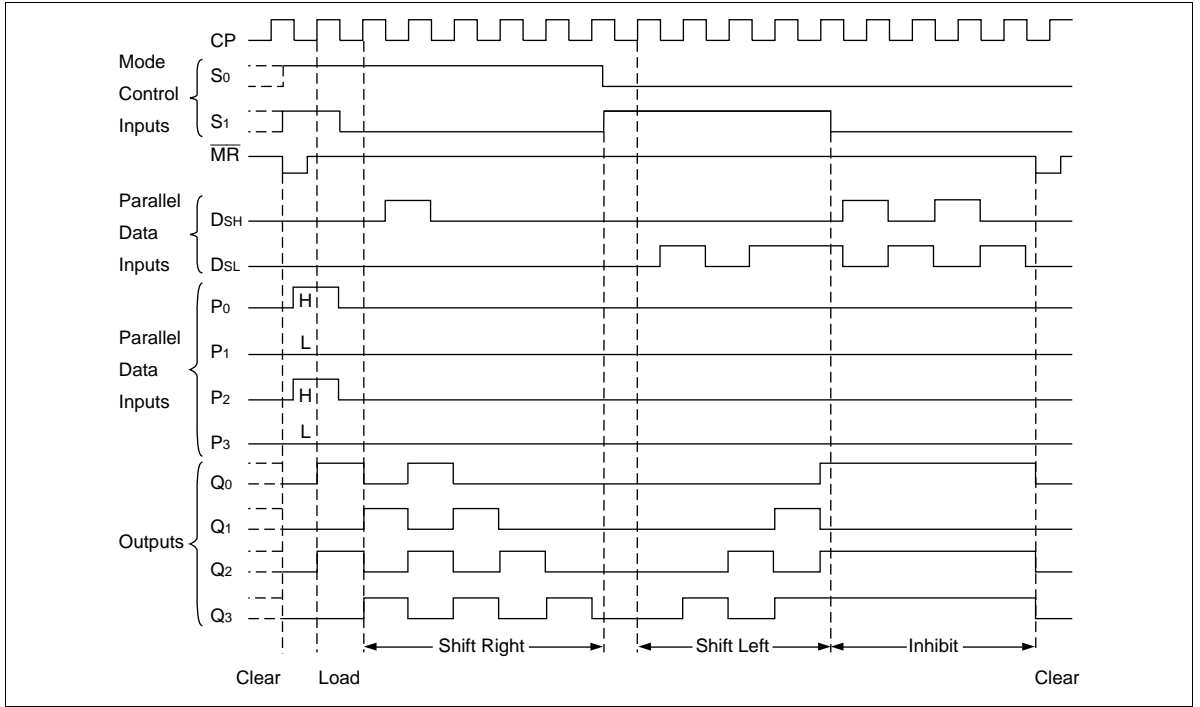 CP
Mode
Control
Inputs
S0
S1
MR
Parallel
Data
Inputs
DSH
DSL
Parallel
Data
Inputs
P0 H
P1 L
P2 H
P3 L
Outputs
Q0
Q1
Q2
Q3
Shift Right Shift Left Inhibit
Clear Load Clear